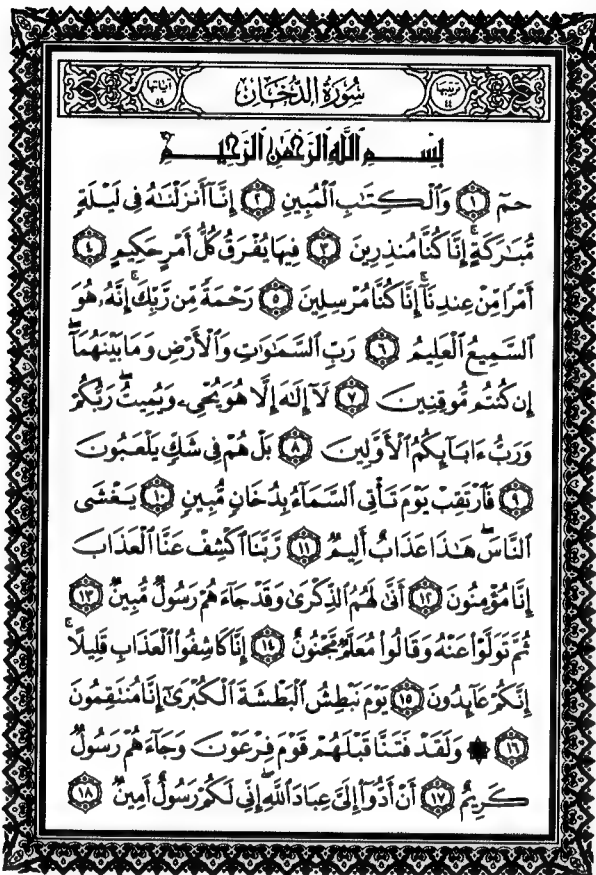 ترتيبها ٤٤ سُورَةُ الدُّخَانِ آياتها ٥٩
بِسْمِ ٱللَّهِ ٱلرَّحْمَٰنِ ٱلرَّحِيمِ
حمٓ ١ وَٱلْكِتَٰبِ ٱلْمُبِينِ ٢ إِنَّآ أَنزَلْنَٰهُ فِى لَيْلَةٍ
مُّبَٰرَكَةٍ ۚ إِنَّا كُنَّا مُنذِرِينَ ٣ فِيهَا يُفْرَقُ كُلُّ أَمْرٍ حَكِيمٍ ٤
أَمْرًا مِّنْ عِندِنَآ ۚ إِنَّا كُنَّا مُرْسِلِينَ ٥ رَحْمَةً مِّن رَّبِّكَ ۚ إِنَّهُۥ هُوَ
ٱلسَّمِيعُ ٱلْعَلِيمُ ٦ رَبِّ ٱلسَّمَٰوَٰتِ وَٱلْأَرْضِ وَمَا بَيْنَهُمَآ ۖ
إِن كُنتُم مُّوقِنِينَ ٧ لَآ إِلَٰهَ إِلَّا هُوَ يُحْىِۦ وَيُمِيتُ ۖ رَبُّكُمْ
وَرَبُّ ءَابَآئِكُمُ ٱلْأَوَّلِينَ ٨ بَلْ هُمْ فِى شَكٍّ يَلْعَبُونَ
٩ فَٱرْتَقِبْ يَوْمَ تَأْتِى ٱلسَّمَآءُ بِدُخَانٍ مُّبِينٍ ١٠ يَغْشَى
ٱلنَّاسَ ۖ هَٰذَا عَذَابٌ أَلِيمٌ ١١ رَّبَّنَا ٱكْشِفْ عَنَّا ٱلْعَذَابَ
إِنَّا مُؤْمِنُونَ ١٢ أَنَّىٰ لَهُمُ ٱلذِّكْرَىٰ وَقَدْ جَآءَهُمْ رَسُولٌ مُّبِينٌ ١٣
ثُمَّ تَوَلَّوْا۟ عَنْهُ وَقَالُوا۟ مُعَلَّمٌ مَّجْنُونٌ ١٤ إِنَّا كَاشِفُوا۟ ٱلْعَذَابِ قَلِيلًا ۚ
إِنَّكُمْ عَآئِدُونَ ١٥ يَوْمَ نَبْطِشُ ٱلْبَطْشَةَ ٱلْكُبْرَىٰٓ إِنَّا مُنتَقِمُونَ
١٦ ۞ وَلَقَدْ فَتَنَّا قَبْلَهُمْ قَوْمَ فِرْعَوْنَ وَجَآءَهُمْ رَسُولٌ
كَرِيمٌ ١٧ أَنْ أَدُّوٓا۟ إِلَىَّ عِبَادَ ٱللَّهِ ۖ إِنِّى لَكُمْ رَسُولٌ أَمِينٌ ١٨